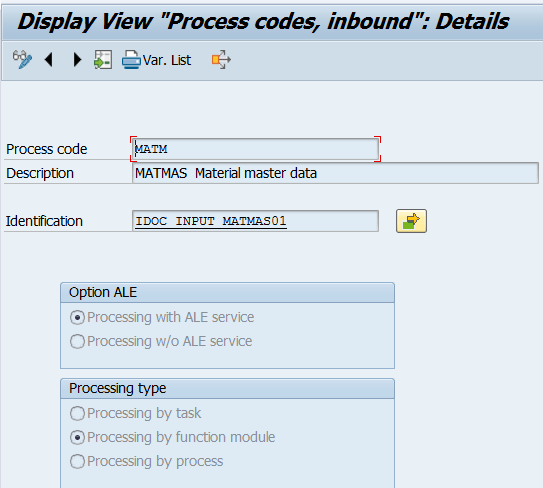 Display View "Process codes, inbound": Details
Var. List
Process code MATM
Description MATMAS Material master data
Identification IDOC_INPUT_MATMAS01
Option ALE
Processing with ALE service
Processing w/o ALE service
Processing type
Processing by task
Processing by function module
Processing by process